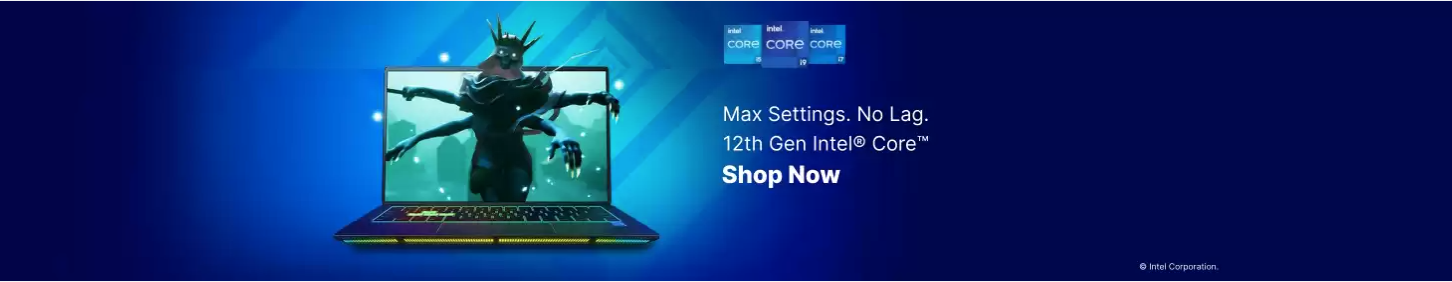 intel
CORE
i5
intel
CORE
i9
intel
CORE
i7
Max Settings. No Lag.
12th Gen Intel® Core™
Shop Now
© Intel Corporation.